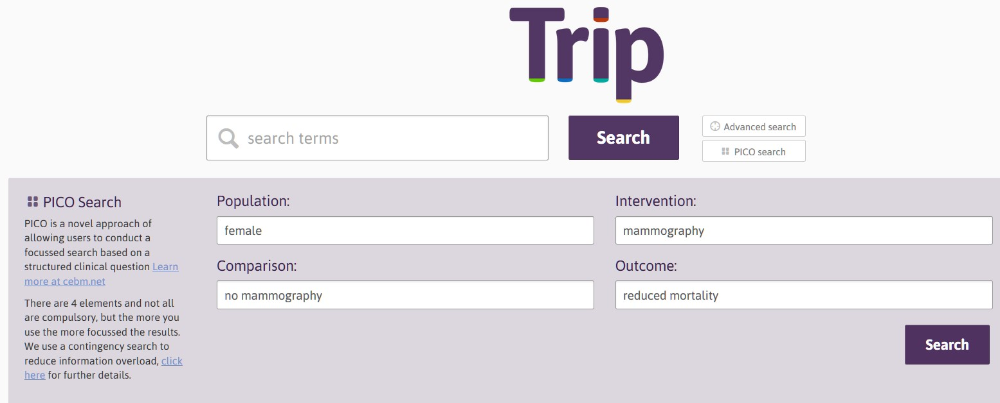 Trip
search terms
Search
Advanced search
PICO search
PICO Search
PICO is a novel approach of
allowing users to conduct a
focussed search based on a
structured clinical question Learn
more at cebm.net
There are 4 elements and not all
are compulsory, but the more you
use the more focussed the results.
We use a contingency search to
reduce information overload, click
here for further details.
Population:
female
Intervention:
mammography
Comparison:
no mammography
Outcome:
reduced mortality
Search